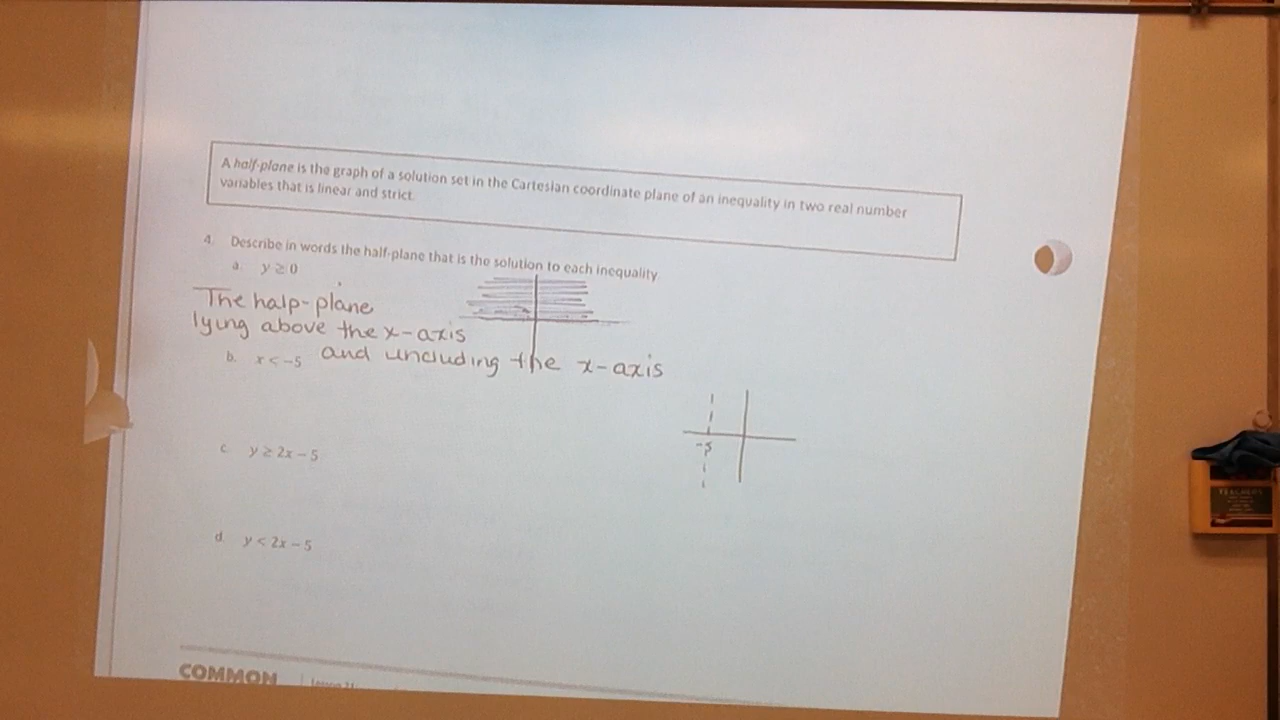 A half-plane is the graph of a solution set in the Cartesian coordinate plane of an inequality in two real number
variables that is linear and strict.
4. Describe in words the half-plane that is the solution to each inequality.
a. y ≥ 0
The halp-plane
lying above the x-axis
and uncluding the x-axis
b. x < -5
-5
c. y ≥ 2x - 5
d. y < 2x - 5
COMMON
Lesson 21
TEACHERS